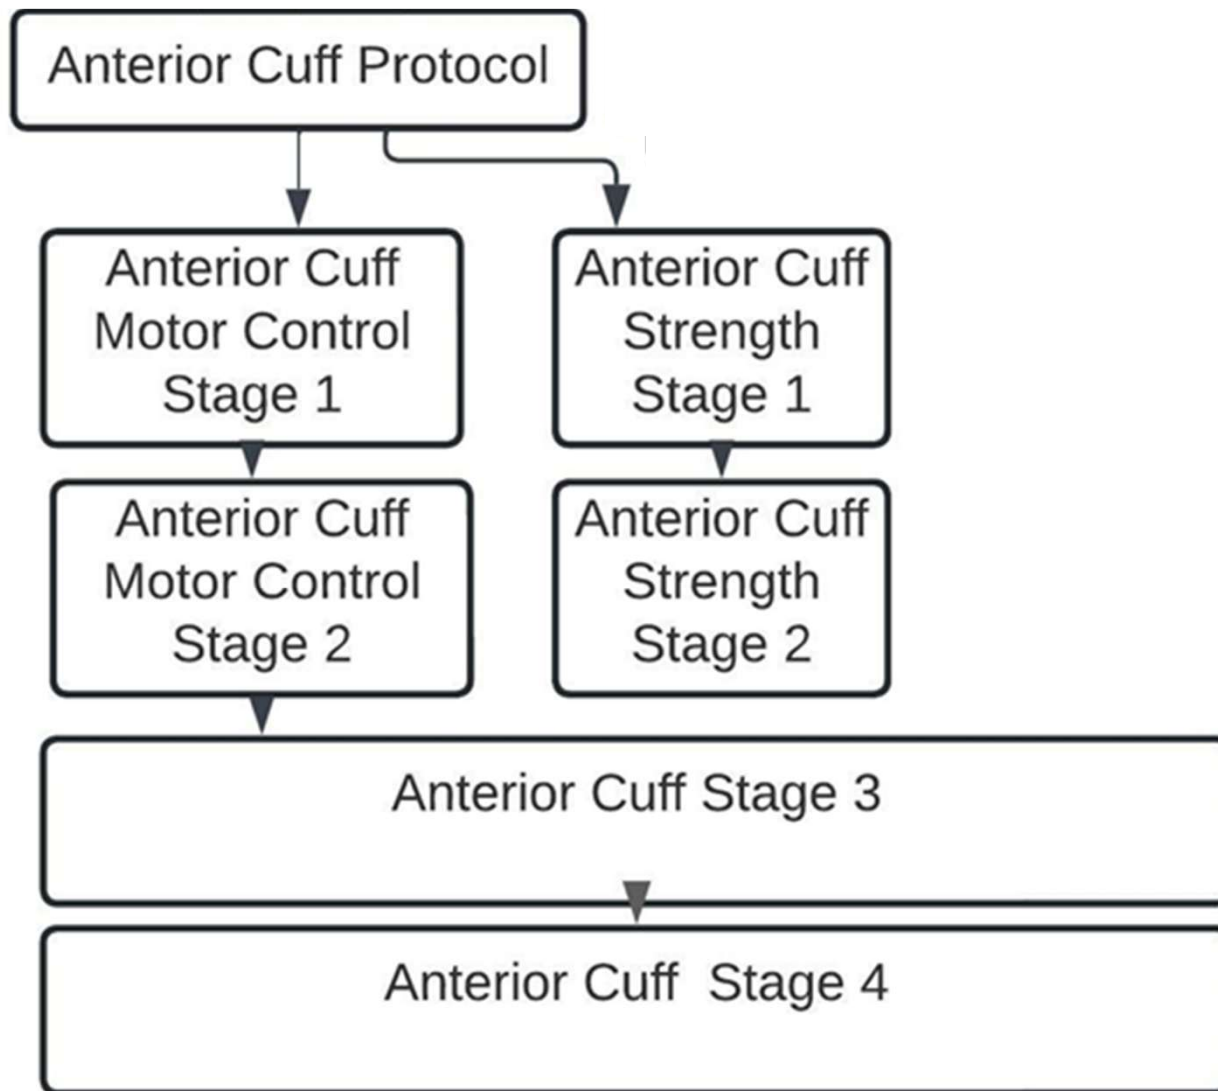 Anterior Cuff Protocol
Anterior Cuff
Motor Control
Stage 1
Anterior Cuff
Strength
Stage 1
Anterior Cuff
Motor Control
Stage 2
Anterior Cuff
Strength
Stage 2
Anterior Cuff Stage 3
Anterior Cuff  Stage 4